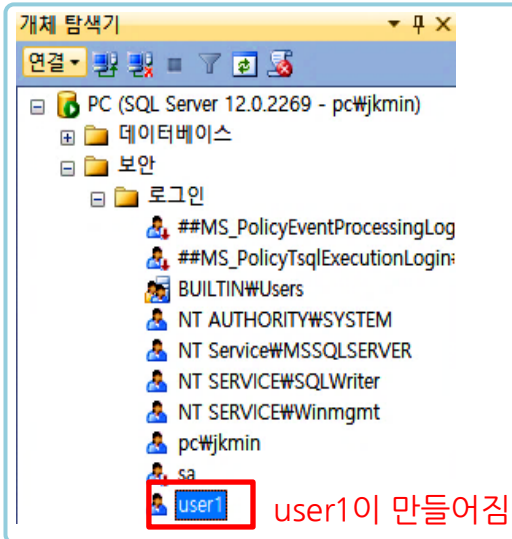 개체 탐색기
연결
PC (SQL Server 12.0.2269 - pc₩jkmin)
데이터베이스
보안
로그인
##MS_PolicyEventProcessingLog
##MS_PolicyTsqlExecutionLogin
BUILTIN₩Users
NT AUTHORITY₩SYSTEM
NT Service₩MSSQLSERVER
NT SERVICE₩SQLWriter
NT SERVICE₩Winmgmt
pc₩jkmin
sa
user1 user1이 만들어짐